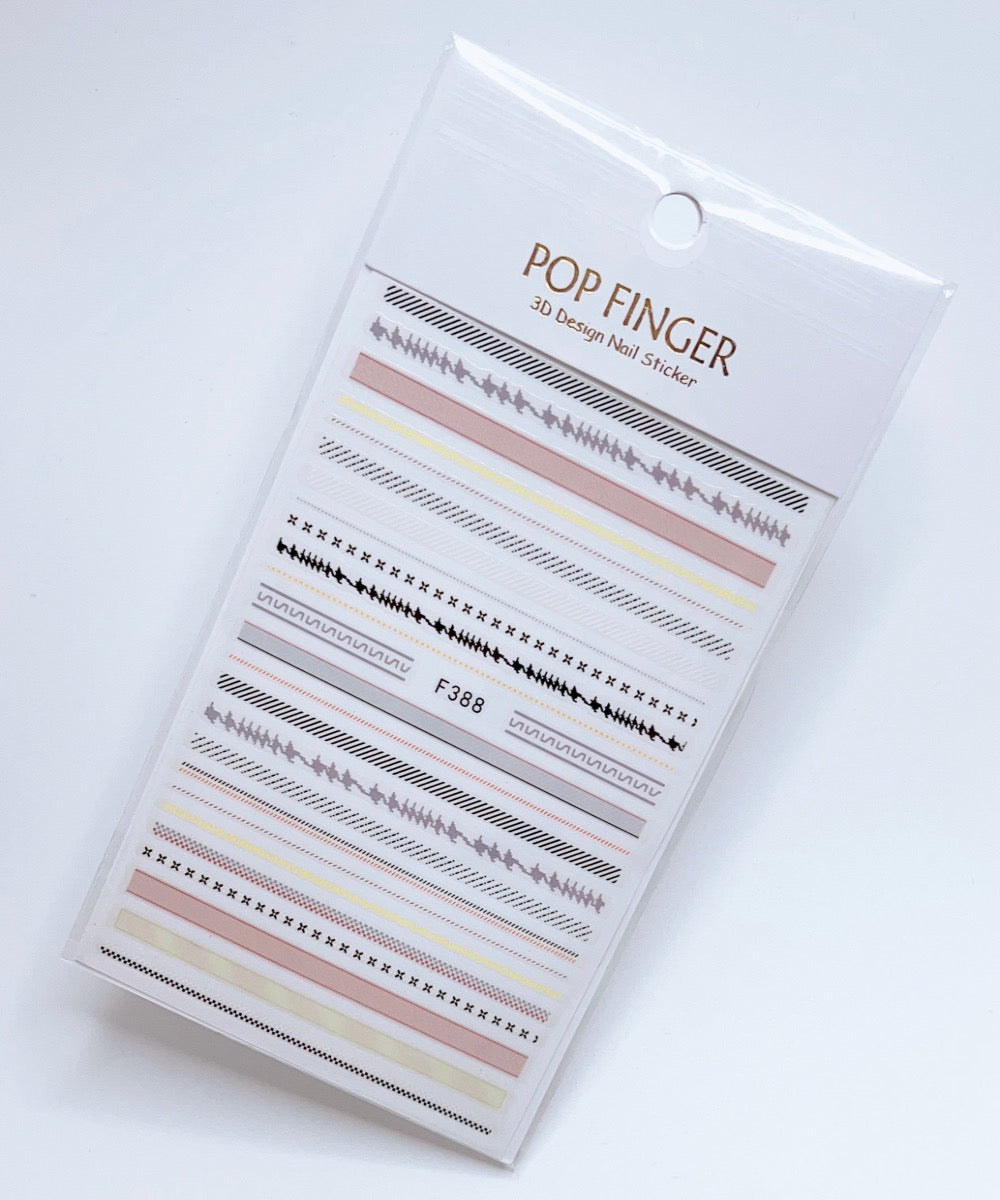 POP FINGER
3D Design Nail Sticker
F388